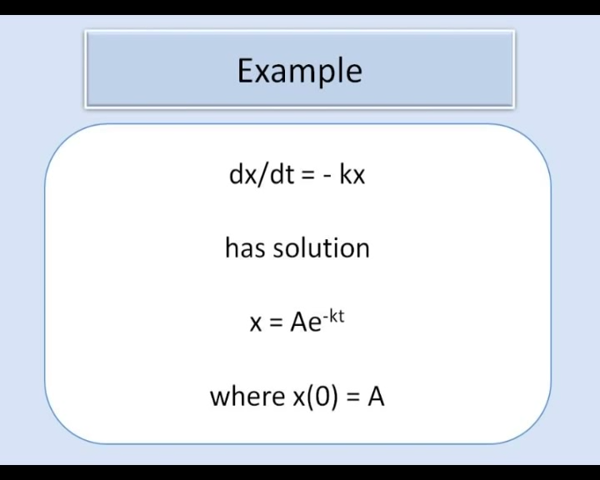 Example
dx/dt = - kx
has solution
x = Ae⁻ᵏᵗ
where x(0) = A